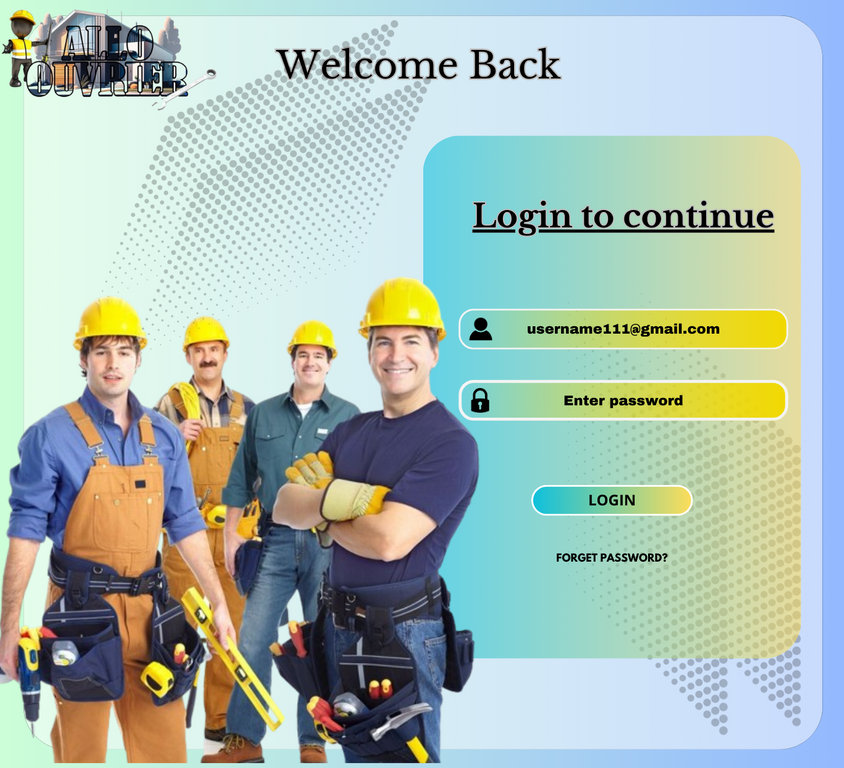 ALLO
OUVRIER
Welcome Back
Login to continue
username111@gmail.com
Enter password
LOGIN
FORGET PASSWORD?